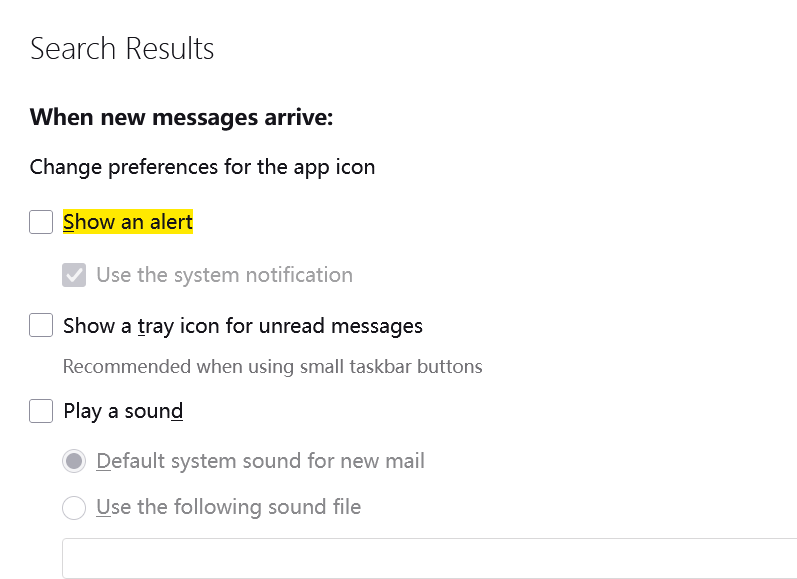 Search Results
When new messages arrive:
Change preferences for the app icon
Show an alert
Use the system notification
Show a tray icon for unread messages
Recommended when using small taskbar buttons
Play a sound
Default system sound for new mail
Use the following sound file